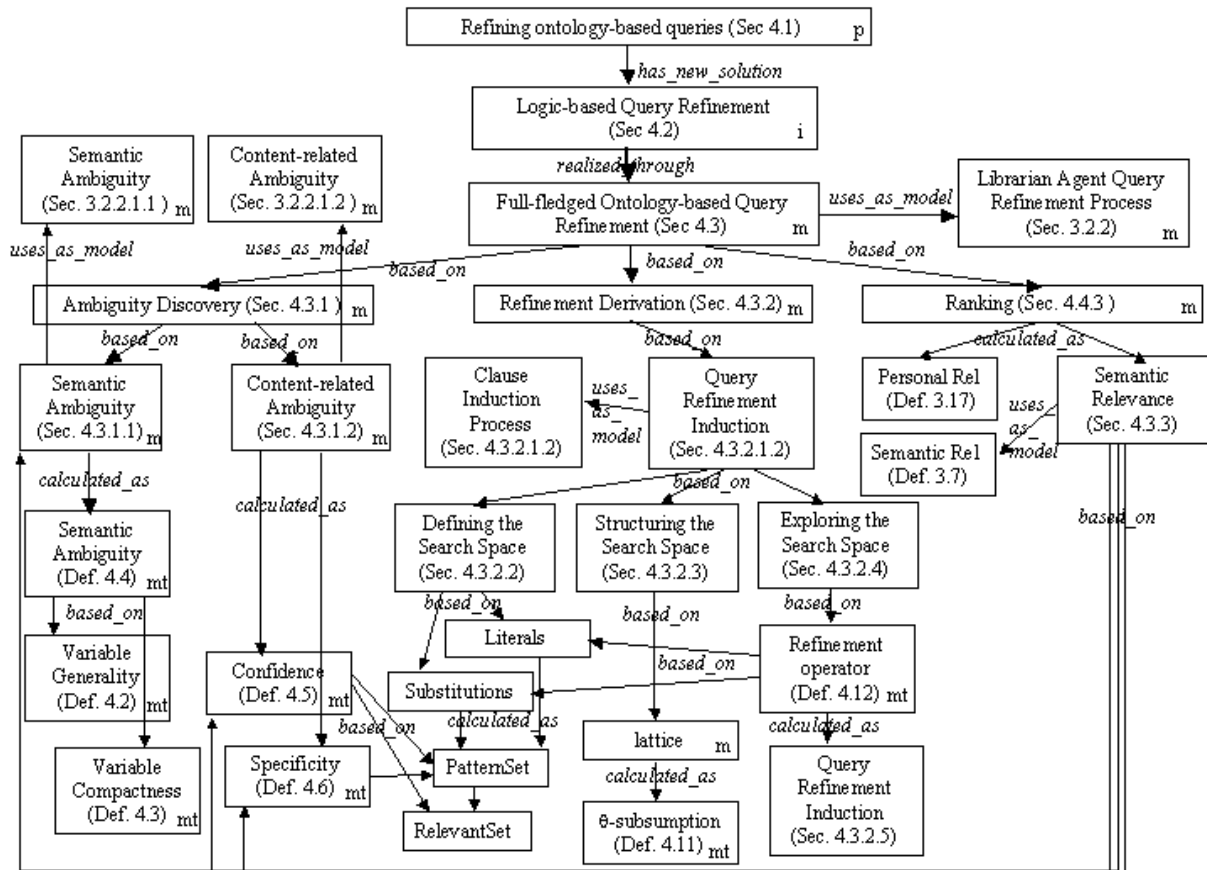 Refining ontology-based queries (Sec 4.1)
p
has_new_solution
Logic-based Query Refinement
(Sec 4.2)
i
realized_through
Semantic
Ambiguity
(Sec. 3.2.2.1.1 )
m
Content-related
Ambiguity
(Sec. 3.2.2.1.2 )
m
Full-fledged Ontology-based Query
Refinement (Sec 4.3)
m
uses_as_model
Librarian Agent Query
Refinement Process
(Sec. 3.2.2)
m
uses_as_model
uses_as_model
based_on
based_on
based_on
Ambiguity Discovery (Sec. 4.3.1 )
m
Refinement Derivation (Sec. 4.3.2)
m
Ranking (Sec. 4.4.3 )
m
based_on
based_on
based_on
calculated_as
Semantic
Ambiguity
(Sec. 4.3.1.1)
m
Content-related
Ambiguity
(Sec. 4.3.1.2)
m
Clause
Induction
Process
(Sec. 4.3.2.1.2)
uses_
as_
model
Query
Refinement
Induction
(Sec. 4.3.2.1.2)
Personal Rel
(Def. 3.17)
Semantic
Relevance
(Sec. 4.3.3)
uses_
as_
model
Semantic Rel
(Def. 3.7)
calculated_as
calculated_as
based_on
based_on
Semantic
Ambiguity
(Def. 4.4)
mt
Defining the
Search Space
(Sec. 4.3.2.2)
Structuring the
Search Space
(Sec. 4.3.2.3)
Exploring the
Search Space
(Sec. 4.3.2.4)
based_on
based_on
based_on
based_on
Variable
Generality
(Def. 4.2)
mt
Confidence
(Def. 4.5)
mt
Literals
Substitutions
based_on
Refinement
operator
(Def. 4.12)
mt
based_on
calculated_as
calculated_as
Variable
Compactness
(Def. 4.3)
mt
Specificity
(Def. 4.6)
mt
PatternSet
RelevantSet
lattice
m
calculated_as
θ-subsumption
(Def. 4.11)
mt
Query
Refinement
Induction
(Sec. 4.3.2.5)